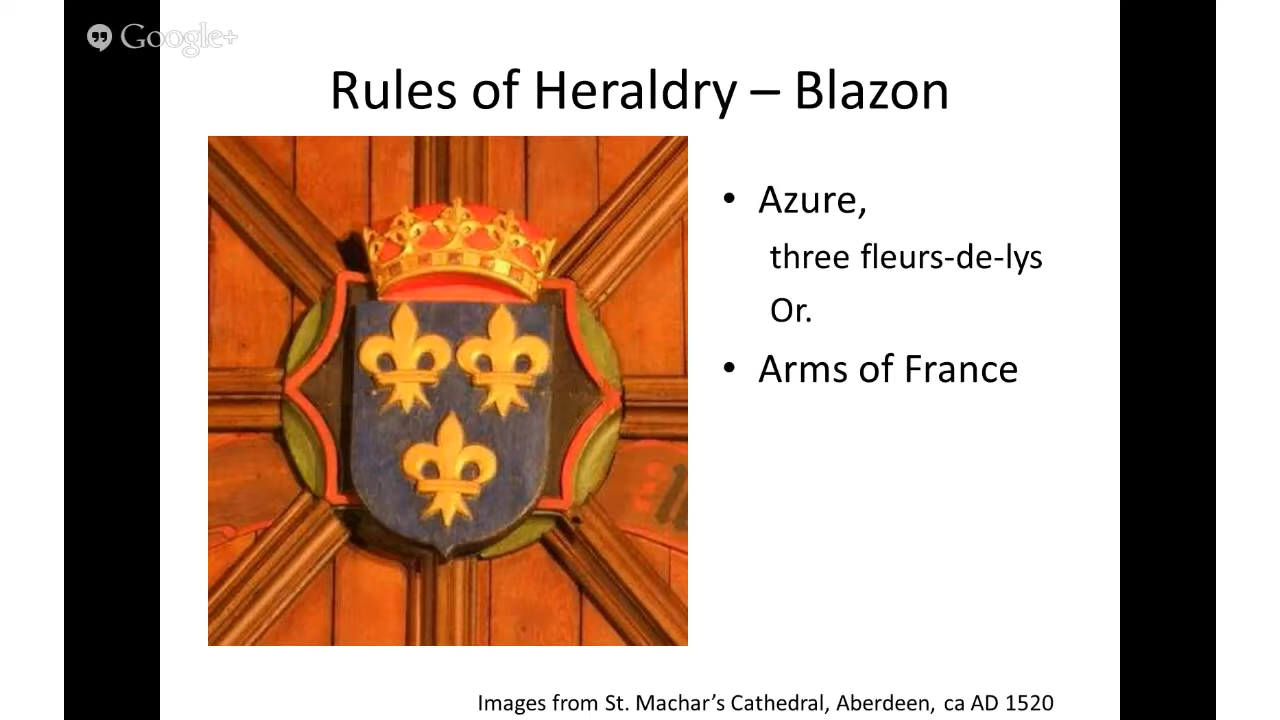 Google+
Rules of Heraldry – Blazon
• Azure,
three fleurs-de-lys
Or.
• Arms of France
Images from St. Machar's Cathedral, Aberdeen, ca AD 1520